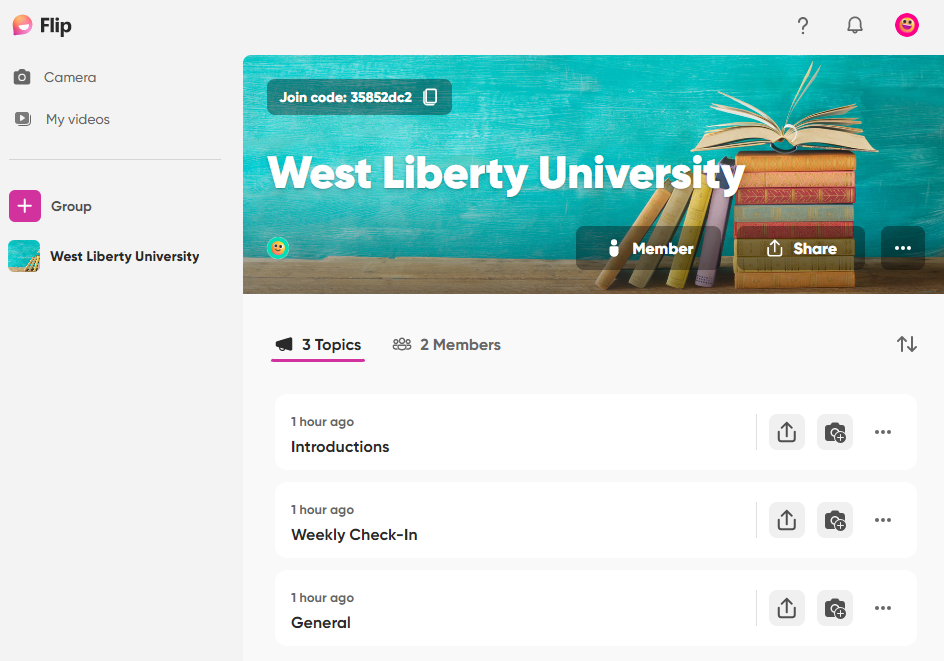 Flip
Camera
My videos
Group
West Liberty University
Join code: 35852dc2
West Liberty University
Member
Share
3 Topics
2 Members
1 hour ago
Introductions
1 hour ago
Weekly Check-In
1 hour ago
General